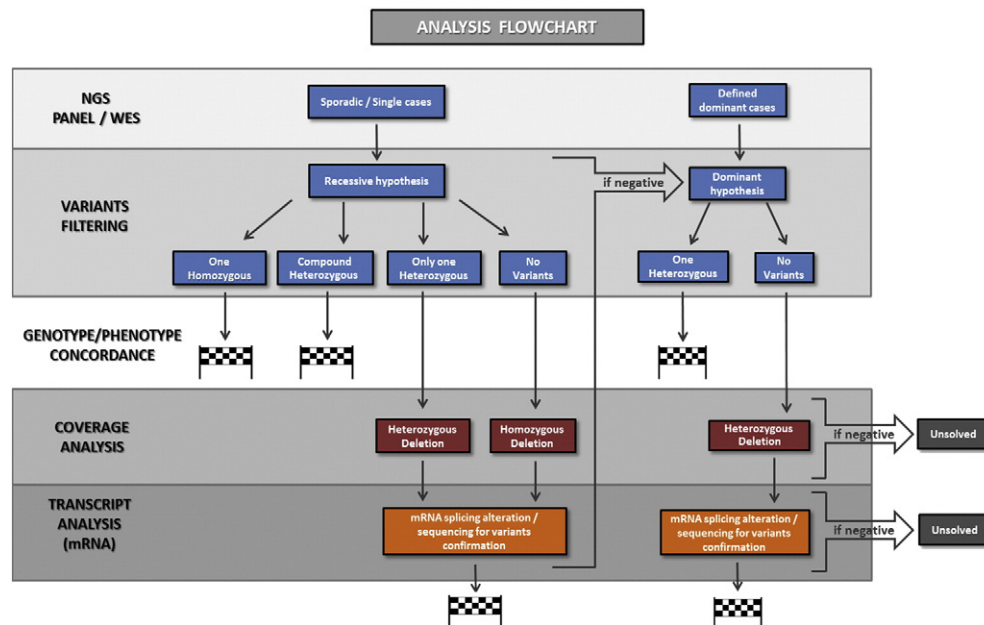 ANALYSIS FLOWCHART
NGS
PANEL / WES
Sporadic / Single cases
Defined
dominant cases
VARIANTS
FILTERING
Recessive hypothesis
if negative
Dominant
hypothesis
One
Homozygous
Compound
Heterozygous
Only one
Heterozygous
No
Variants
One
Heterozygous
No
Variants
GENOTYPE/PHENOTYPE
CONCORDANCE
COVERAGE
ANALYSIS
Heterozygous
Deletion
Homozygous
Deletion
Heterozygous
Deletion
if negative
Unsolved
TRANSCRIPT
ANALYSIS
(mRNA)
mRNA splicing alteration /
sequencing for variants
confirmation
mRNA splicing alteration /
sequencing for variants
confirmation
if negative
Unsolved